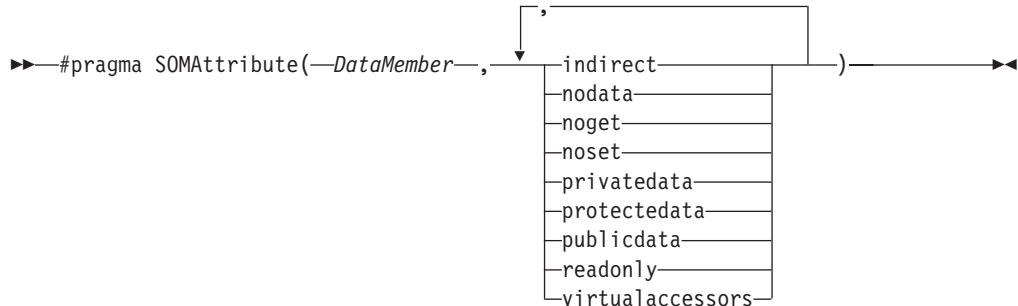 ,
#pragma SOMAttribute( DataMember , indirect )
nodata
noget
noset
privatedata
protectedata
publicdata
readonly
virtualaccessors